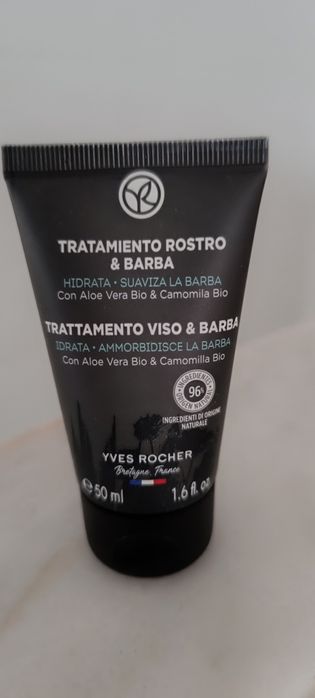 TRATAMIENTO ROSTRO
& BARBA
HIDRATA • SUAVIZA LA BARBA
Con Aloe Vera Bio & Camomila Bio
TRATTAMENTO VISO & BARBA
IDRATA • AMMORBIDISCE LA BARBA
Con Aloe Vera Bio & Camomilla Bio
96%
INGREDIENTI DI ORIGINE
NATURALE
YVES ROCHER
Bretagne, France
e 50 ml 1.6 fl. oz